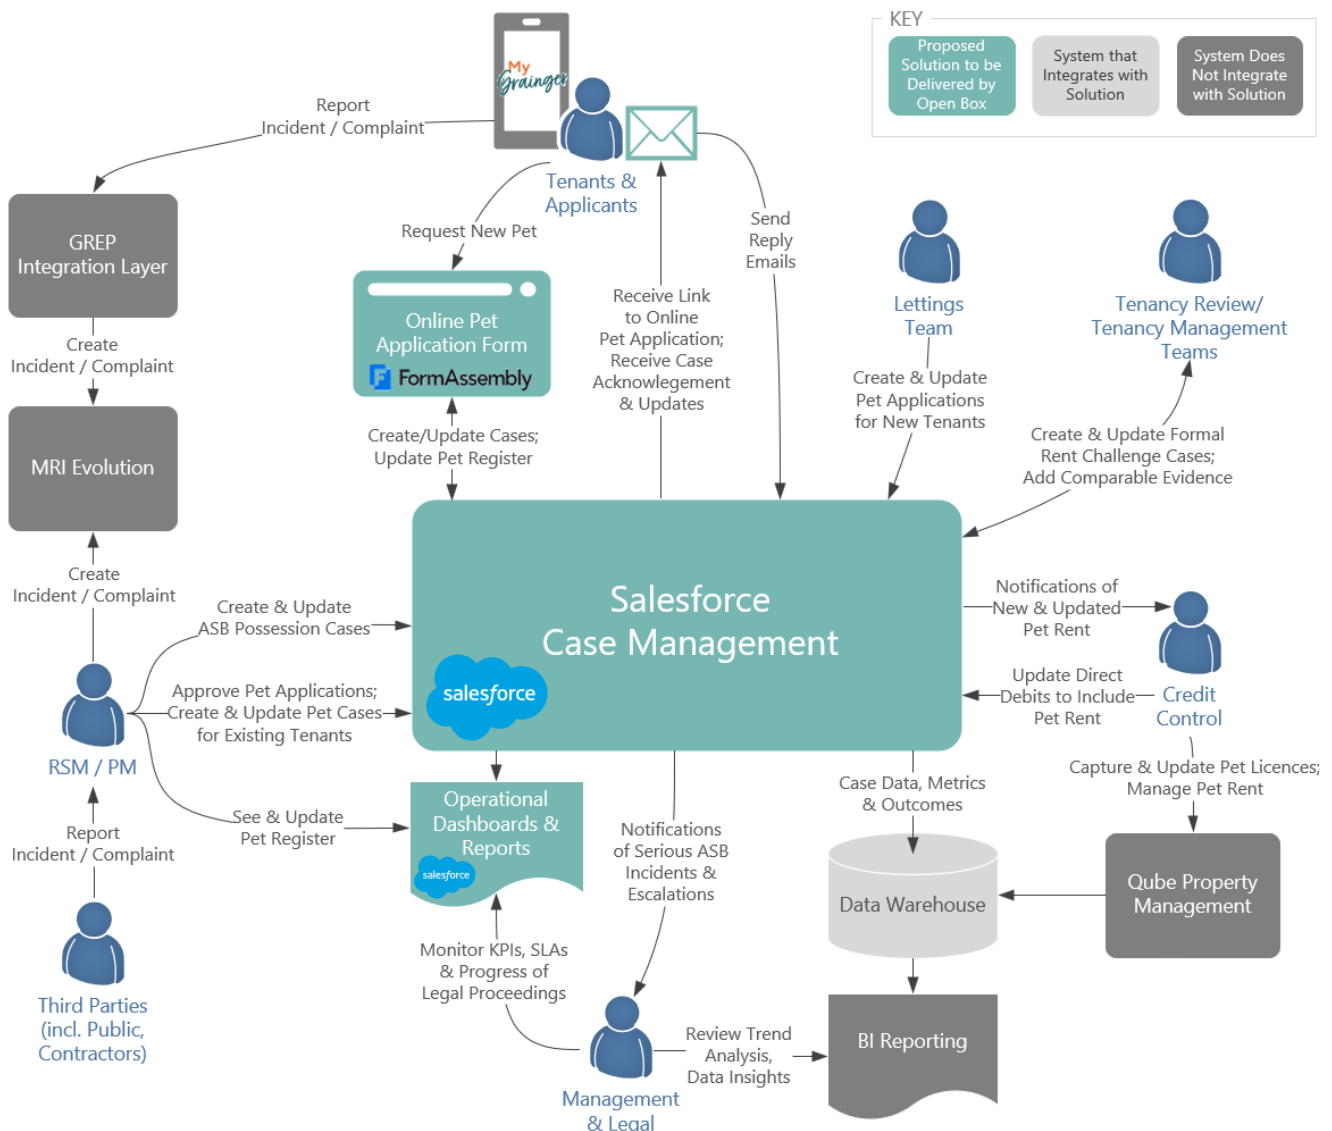 KEY
Proposed
Solution to be
Delivered by
Open Box
System that
Integrates with
Solution
System Does
Not Integrate
with Solution
My
Grainger
Report
Incident / Complaint
Tenants &
Applicants
Request New Pet
Send
Reply
Emails
GREP
Integration Layer
Online Pet
Application Form
FormAssembly
Receive Link
to Online
Pet Application;
Receive Case
Acknowlegement
& Updates
Lettings
Team
Tenancy Review/
Tenancy Management
Teams
Create
Incident / Complaint
Create & Update
Pet Applications
for New Tenants
MRI Evolution
Create/Update Cases;
Update Pet Register
Create & Update Formal
Rent Challenge Cases;
Add Comparable Evidence
Create
Incident / Complaint
Create & Update
ASB Possession Cases
Salesforce
Case Management
salesforce
Notifications of
New & Updated
Pet Rent
Approve Pet Applications;
Create & Update Pet Cases
for Existing Tenants
Update Direct
Debits to Include
Pet Rent
Credit
Control
RSM / PM
See & Update
Pet Register
Operational
Dashboards &
Reports
salesforce
Case Data, Metrics
& Outcomes
Capture & Update Pet Licences;
Manage Pet Rent
Report
Incident / Complaint
Notifications
of Serious ASB
Incidents &
Escalations
Data Warehouse
Qube Property
Management
Third Parties
(incl. Public,
Contractors)
Monitor KPIs, SLAs
& Progress of
Legal Proceedings
Management
& Legal
Review Trend
Analysis,
Data Insights
BI Reporting